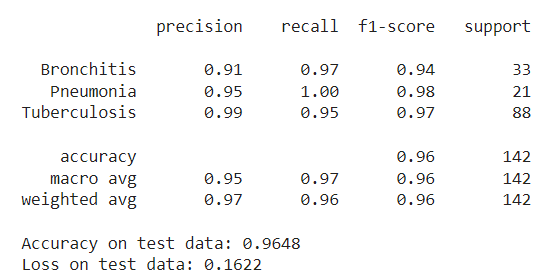 precision recall f1-score support
Bronchitis 0.91 0.97 0.94 33
Pneumonia 0.95 1.00 0.98 21
Tuberculosis 0.99 0.95 0.97 88
accuracy 0.96 142
macro avg 0.95 0.97 0.96 142
weighted avg 0.97 0.96 0.96 142
Accuracy on test data: 0.9648
Loss on test data: 0.1622